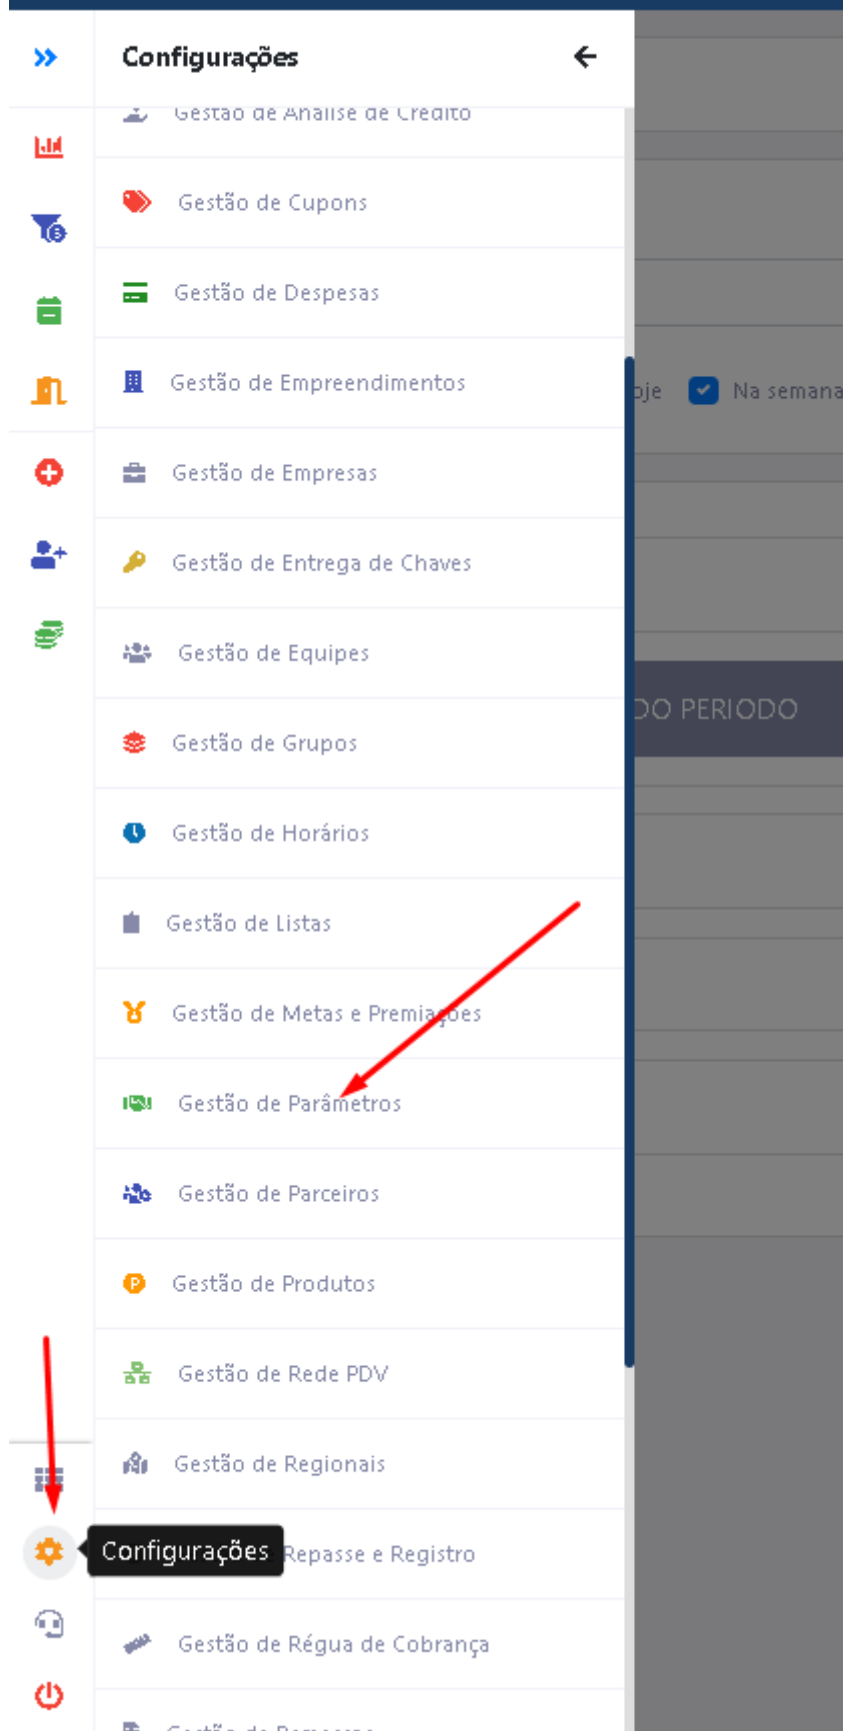 Configurações
Gestão de Análise de Crédito
Gestão de Cupons
Gestão de Despesas
Gestão de Empreendimentos
oje Na semana
Gestão de Empresas
Gestão de Entrega de Chaves
Gestão de Equipes
DO PERIODO
Gestão de Grupos
Gestão de Horários
Gestão de Listas
Gestão de Metas e Premiações
Gestão de Parâmetros
Gestão de Parceiros
Gestão de Produtos
Gestão de Rede PDV
Gestão de Regionais
Configurações
Repasse e Registro
Gestão de Régua de Cobrança